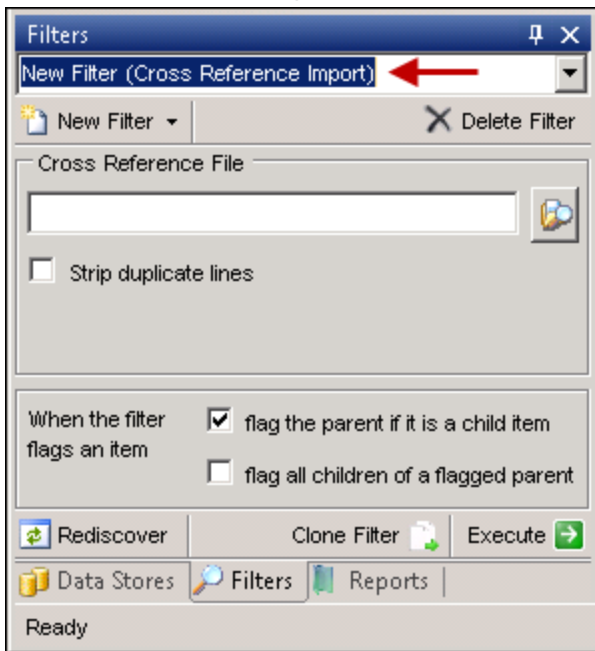 Filters
New Filter (Cross Reference Import)
New Filter
Delete Filter
Cross Reference File
Strip duplicate lines
When the filter
flags an item
flag the parent if it is a child item
flag all children of a flagged parent
Rediscover
Clone Filter
Execute
Data Stores
Filters
Reports
Ready